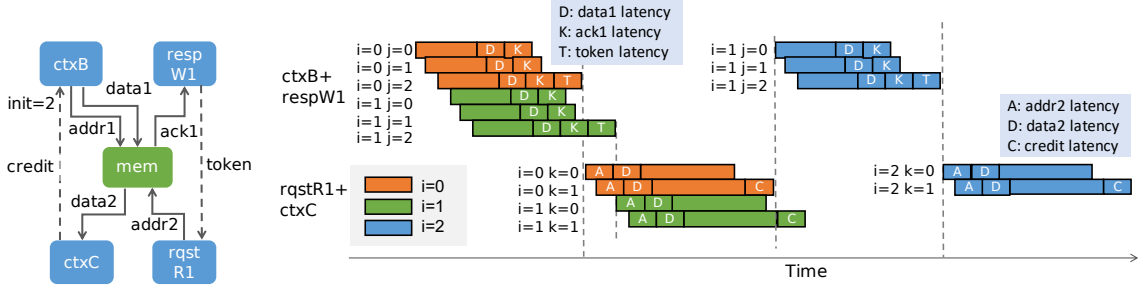 ctxB
resp
W1
init=2
data1
addr1
ack1
credit
mem
token
data2
addr2
ctxC
rqst
R1
D: data1 latency
K: ack1 latency
T: token latency
ctxB+
respW1
i=0 j=0
i=0 j=1
i=0 j=2
i=1 j=0
i=1 j=1
i=1 j=2
D K
D K
D K T
D K
D K
D K T
i=1 j=0
i=1 j=1
i=1 j=2
D K
D K
D K T
A: addr2 latency
D: data2 latency
C: credit latency
rqstR1+
ctxC
i=0 k=0
i=0 k=1
i=1 k=0
i=1 k=1
A D
A D C
A D
A D C
i=2 k=0
i=2 k=1
A D
A D C
i=0
i=1
i=2
Time